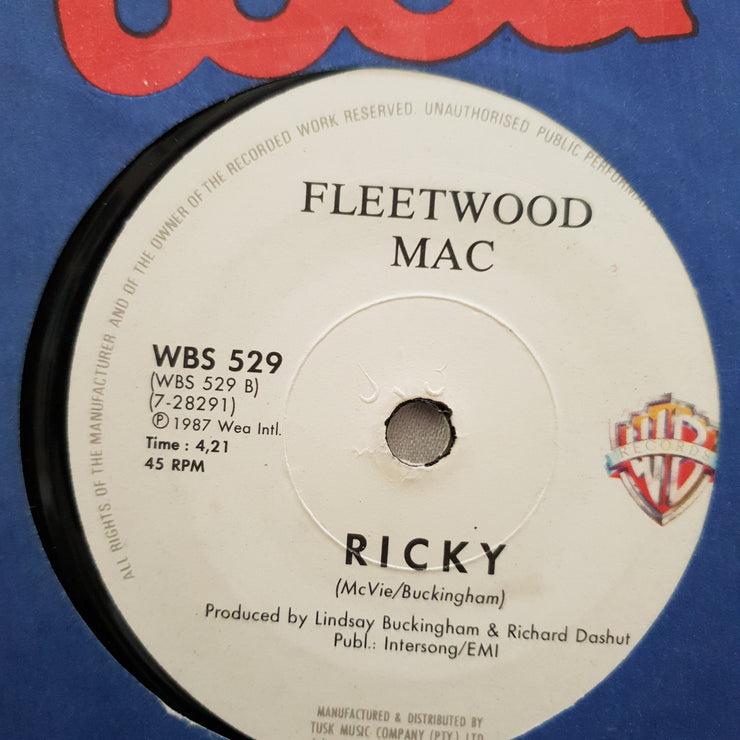 ALL RIGHTS OF THE MANUFACTURER AND OF THE OWNER OF THE RECORDED WORK RESERVED. UNAUTHORISED PUBLIC
FLEETWOOD
MAC
WBS 529
(WBS 529 B)
(7-28291)
Ⓟ 1987 Wea Intl.
Time : 4,21
45 RPM
WB
RECORDS
RICKY
(McVie/Buckingham)
Produced by Lindsay Buckingham & Richard Dashut
Publ.: Intersong/EMI
MANUFACTURED & DISTRIBUTED BY
TUSK MUSIC COMPANY (PTY) LTD